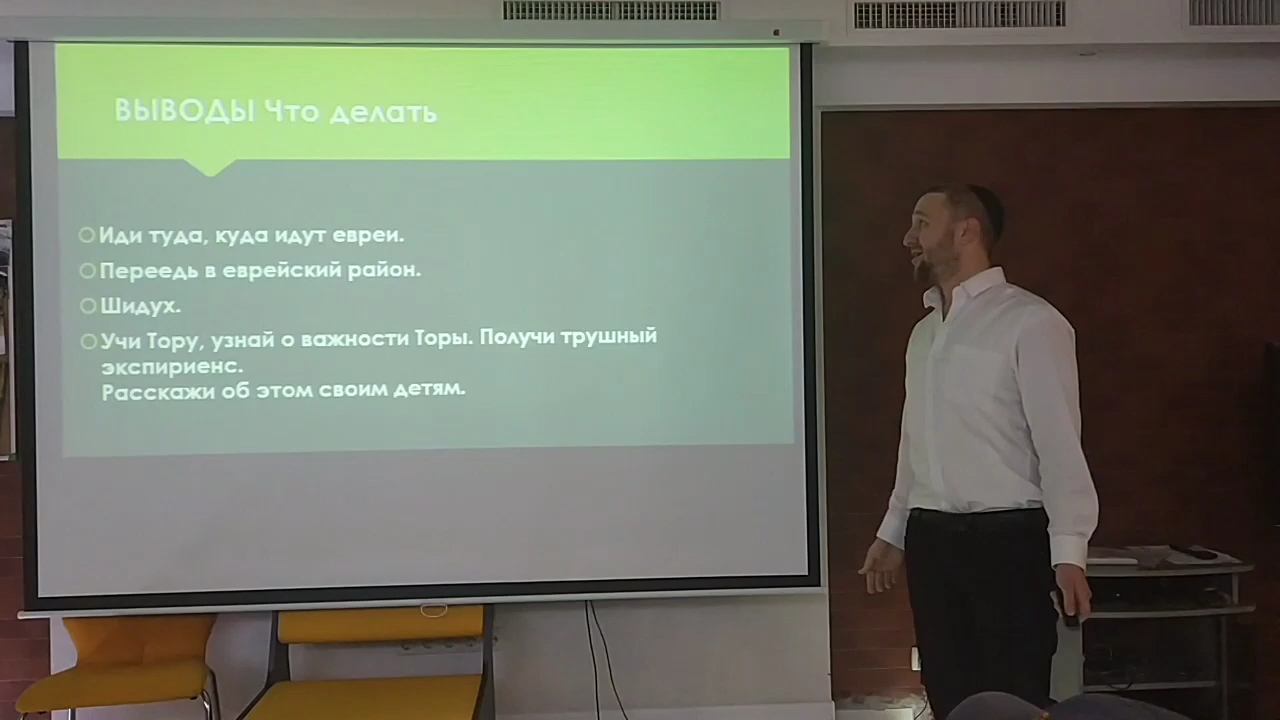 ВЫВОДЫ Что делать
Иди туда, куда идут евреи.
Переедь в еврейский район.
Шидух.
Учи Тору, узнай о важности Торы. Получи трушный
экспириенс.
Расскажи об этом своим детям.